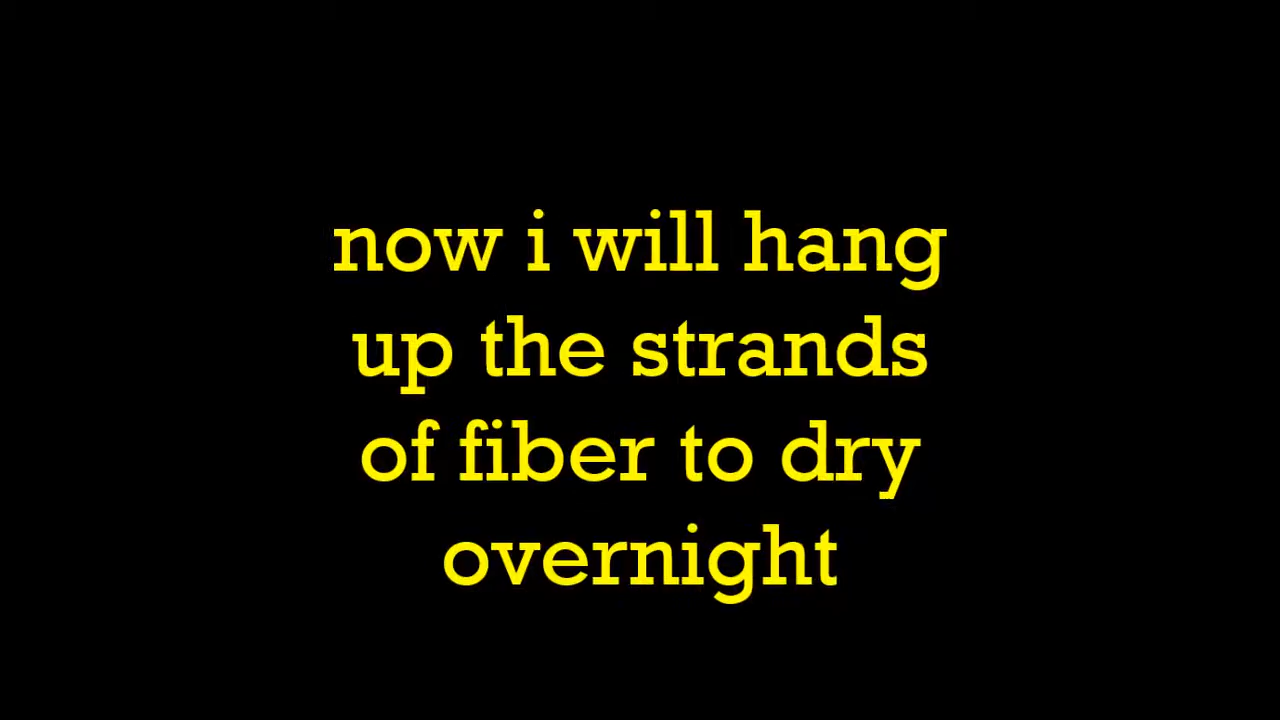 now i will hang
up the strands
of fiber to dry
overnight